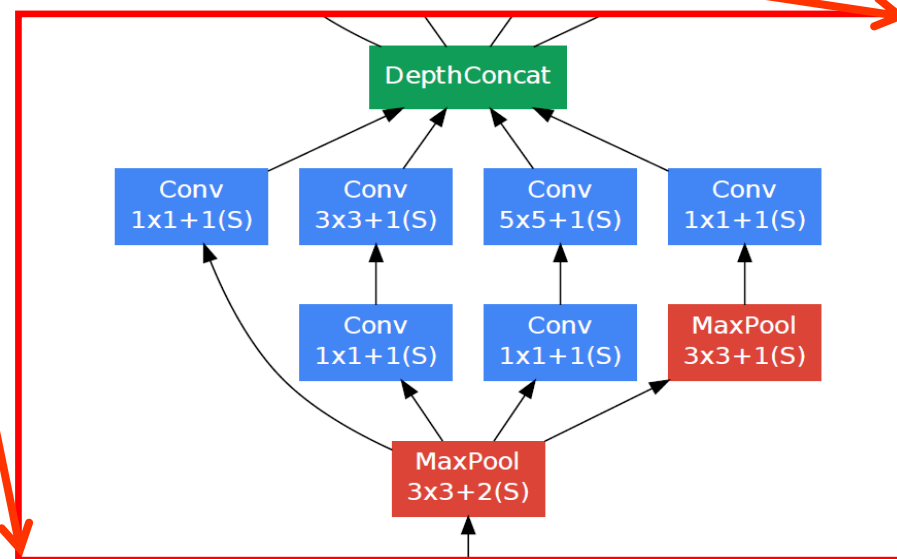 DepthConcat
Conv
1x1+1(S)
Conv
3x3+1(S)
Conv
5x5+1(S)
Conv
1x1+1(S)
Conv
1x1+1(S)
Conv
1x1+1(S)
MaxPool
3x3+1(S)
MaxPool
3x3+2(S)